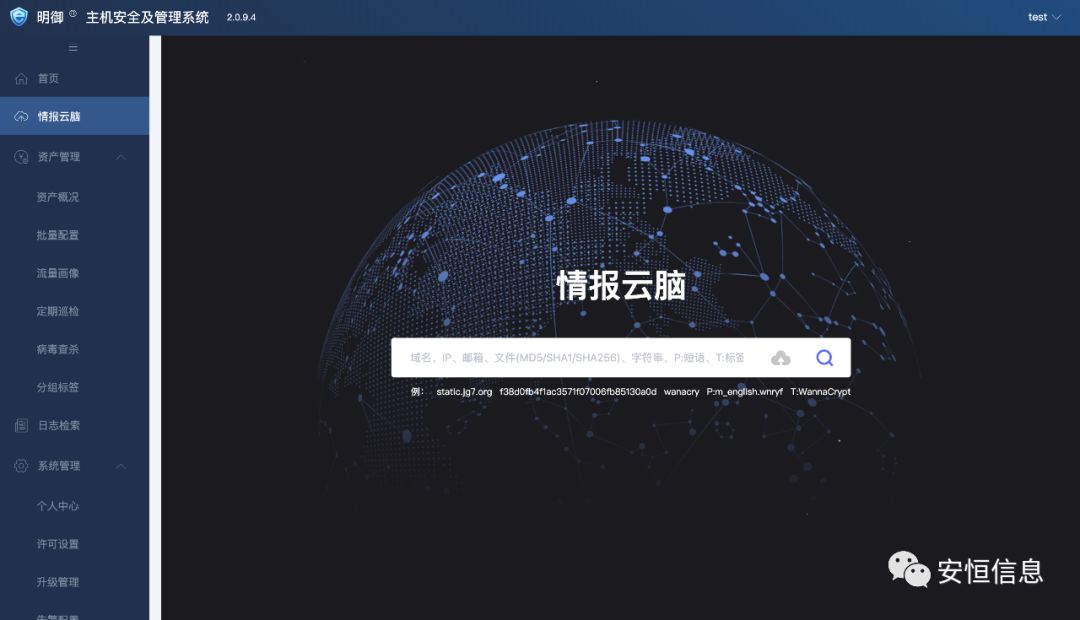 明御 ® 主机安全及管理系统 2.0.9.4
test
首页
情报云脑
资产管理
资产概况
批量配置
流量画像
定期巡检
病毒查杀
分组标签
日志检索
系统管理
个人中心
许可设置
升级管理
告警配置
情报云脑
域名、IP、邮箱、文件(MD5/SHA1/SHA256)、字符串、P:短语、T:标签
例: static.jg7.org f38d0fb4f1ac3571f07006fb85130a0d wanacry P:m_english.wnryf T:WannaCrypt
安恒信息